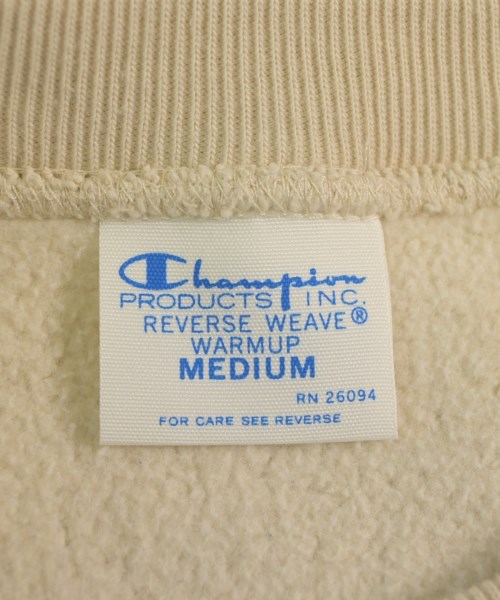 Champion
PRODUCTS INC.
REVERSE WEAVE®
WARMUP
MEDIUM
RN 26094
FOR CARE SEE REVERSE